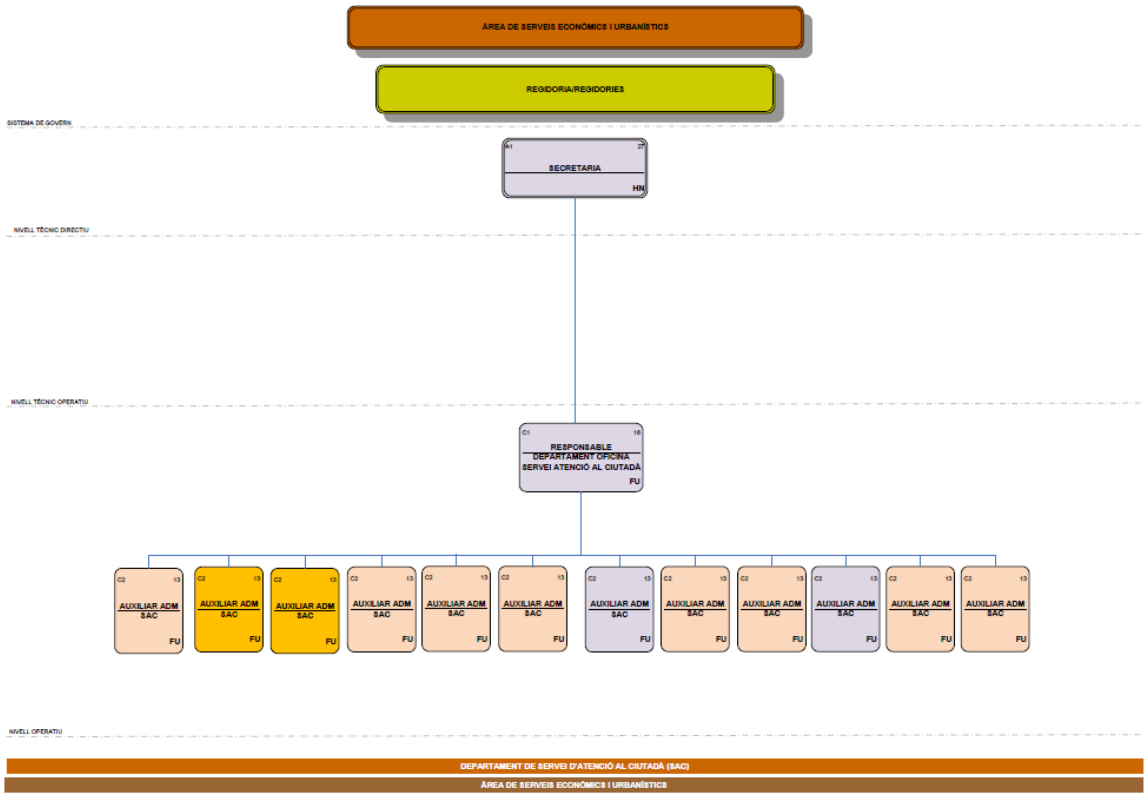 ÀREA DE SERVEIS ECONÒMICS I URBANÍSTICS
REGIDORIA/REGIDORIES
SISTEMA DE GOVERN
A1 27
SECRETARIA
HN
NIVELL TÈCNIC DIRECTIU
NIVELL TÈCNIC OPERATIU
C1 16
RESPONSABLE
DEPARTAMENT OFICINA
SERVEI ATENCIÓ AL CIUTADÀ
FU
C2 13
AUXILIAR ADM
SAC
FU
C2 13
AUXILIAR ADM
SAC
FU
C2 13
AUXILIAR ADM
SAC
FU
C2 13
AUXILIAR ADM
SAC
FU
C2 13
AUXILIAR ADM
SAC
FU
C2 13
AUXILIAR ADM
SAC
FU
C2 13
AUXILIAR ADM
SAC
FU
C2 13
AUXILIAR ADM
SAC
FU
C2 13
AUXILIAR ADM
SAC
FU
C2 13
AUXILIAR ADM
SAC
FU
C2 13
AUXILIAR ADM
SAC
FU
C2 13
AUXILIAR ADM
SAC
FU
NIVELL OPERATIU
DEPARTAMENT DE SERVEI D'ATENCIÓ AL CIUTADÀ (SAC)
ÀREA DE SERVEIS ECONÒMICS I URBANÍSTICS